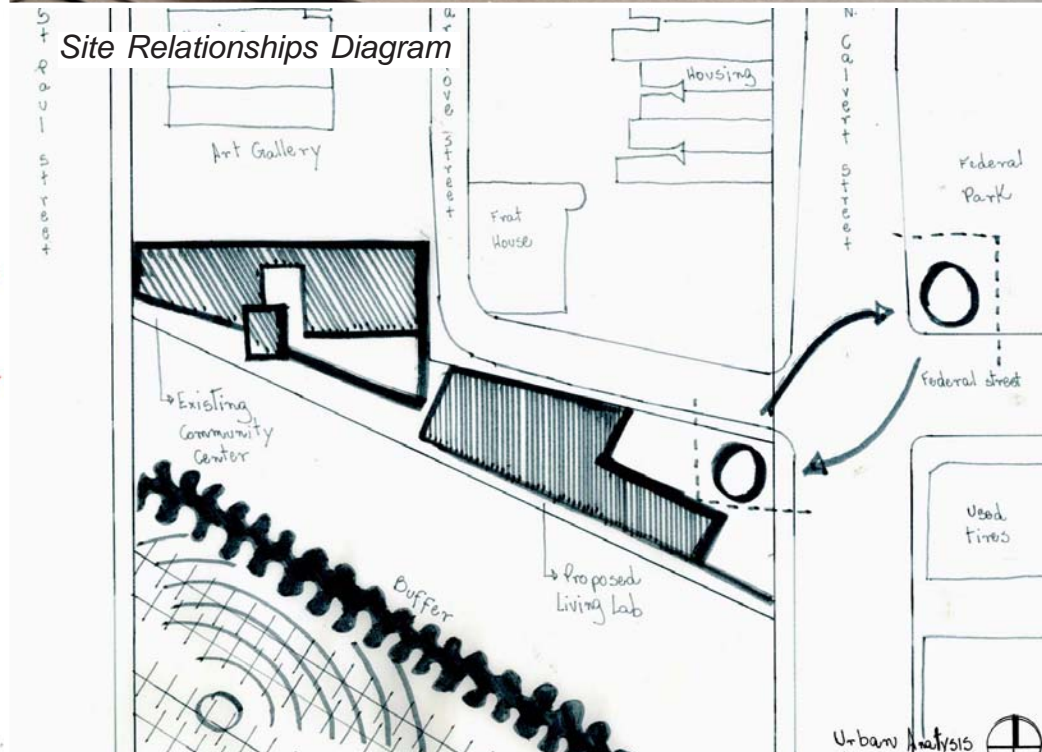 Site Relationships Diagram
St Paul Street
Street
N. Calvert Street
Housing
Art Gallery
Federal
Park
Frat
House
Existing
Community
Center
Federal street
Used
tires
Proposed
Living Lab
Buffer
Urban Analysis